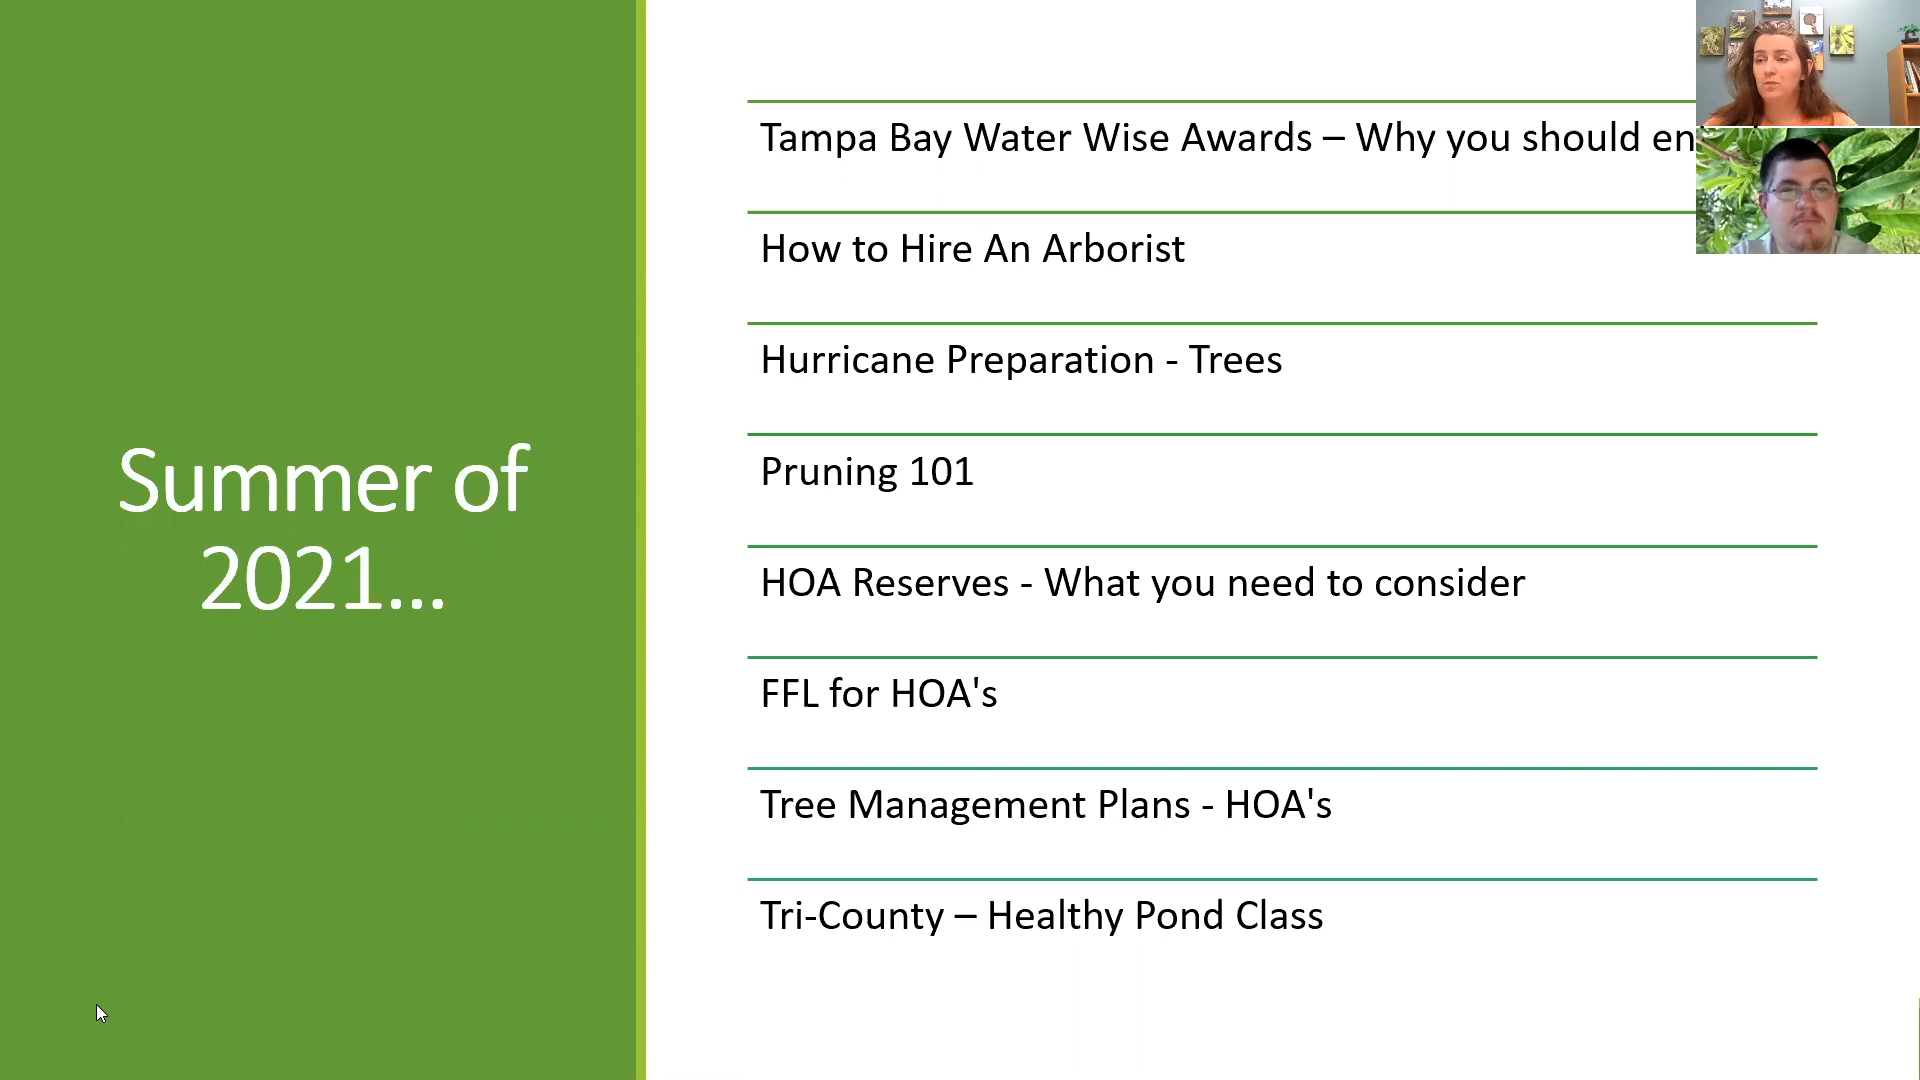 Summer of
2021...
Tampa Bay Water Wise Awards – Why you should
How to Hire An Arborist
Hurricane Preparation - Trees
Pruning 101
HOA Reserves - What you need to consider
FFL for HOA's
Tree Management Plans - HOA's
Tri-County – Healthy Pond Class